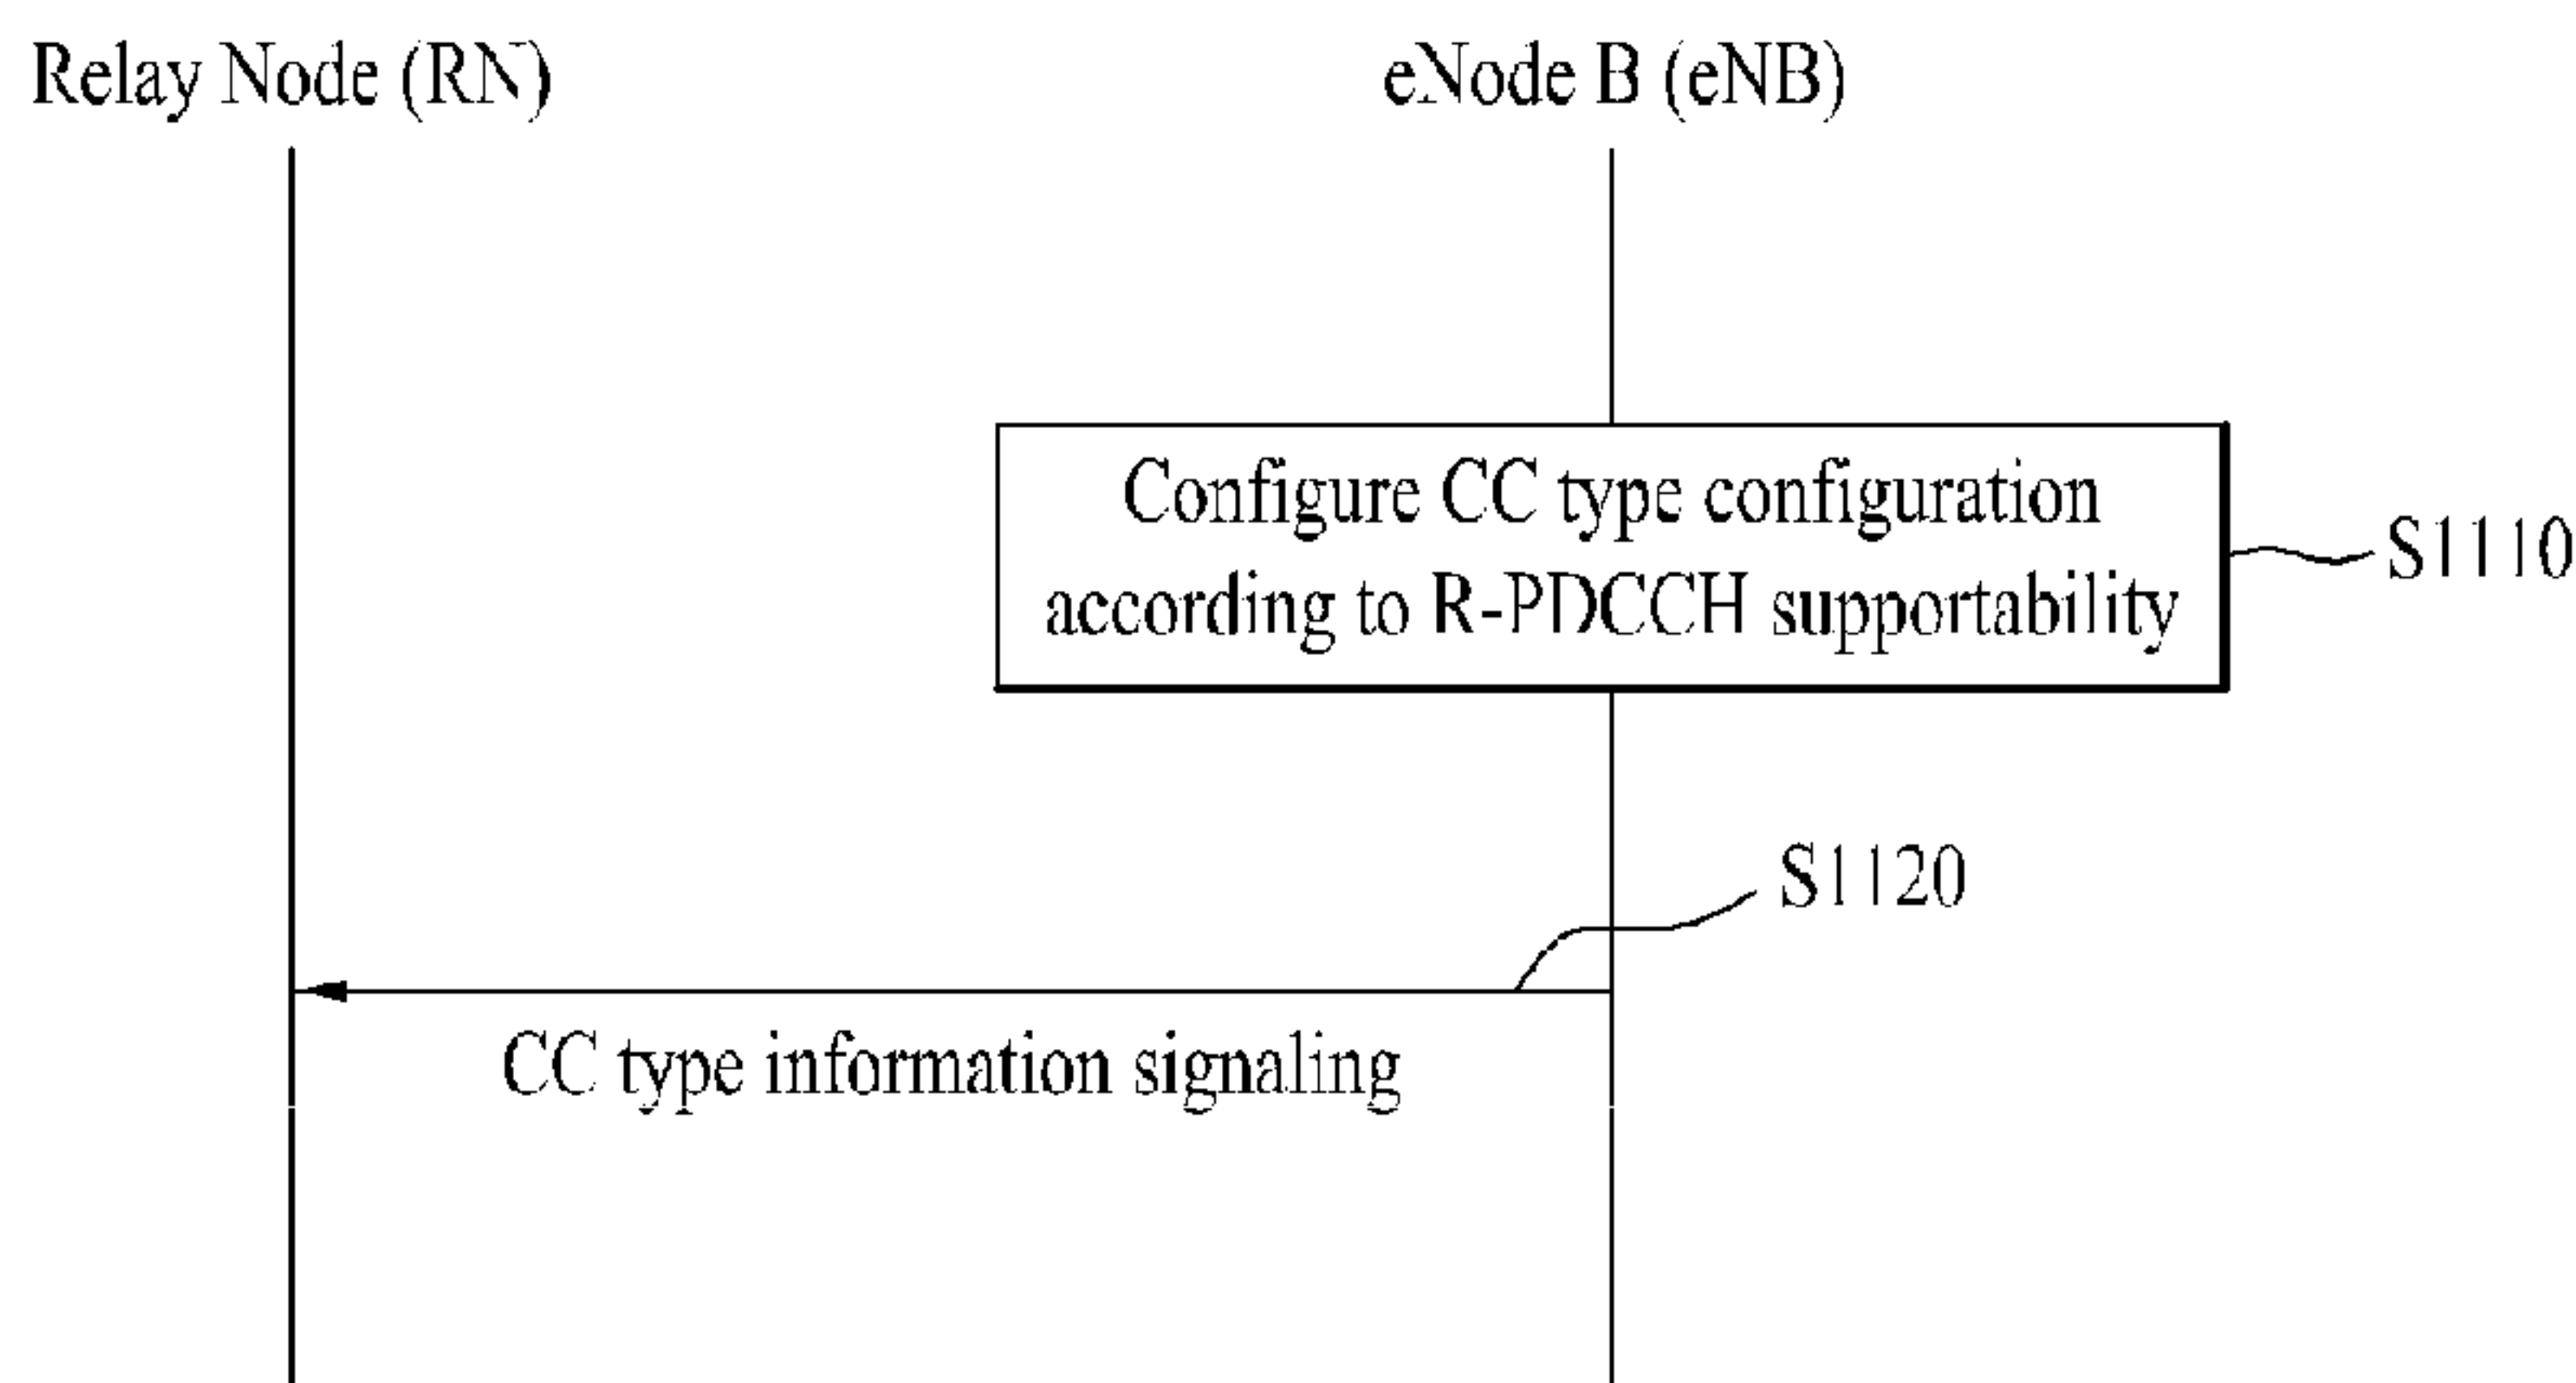 Relay Node (RN)
eNode B (eNB)
Configure CC type configuration
according to R-PDCCH supportability
S1110
S1120
CC type information signaling